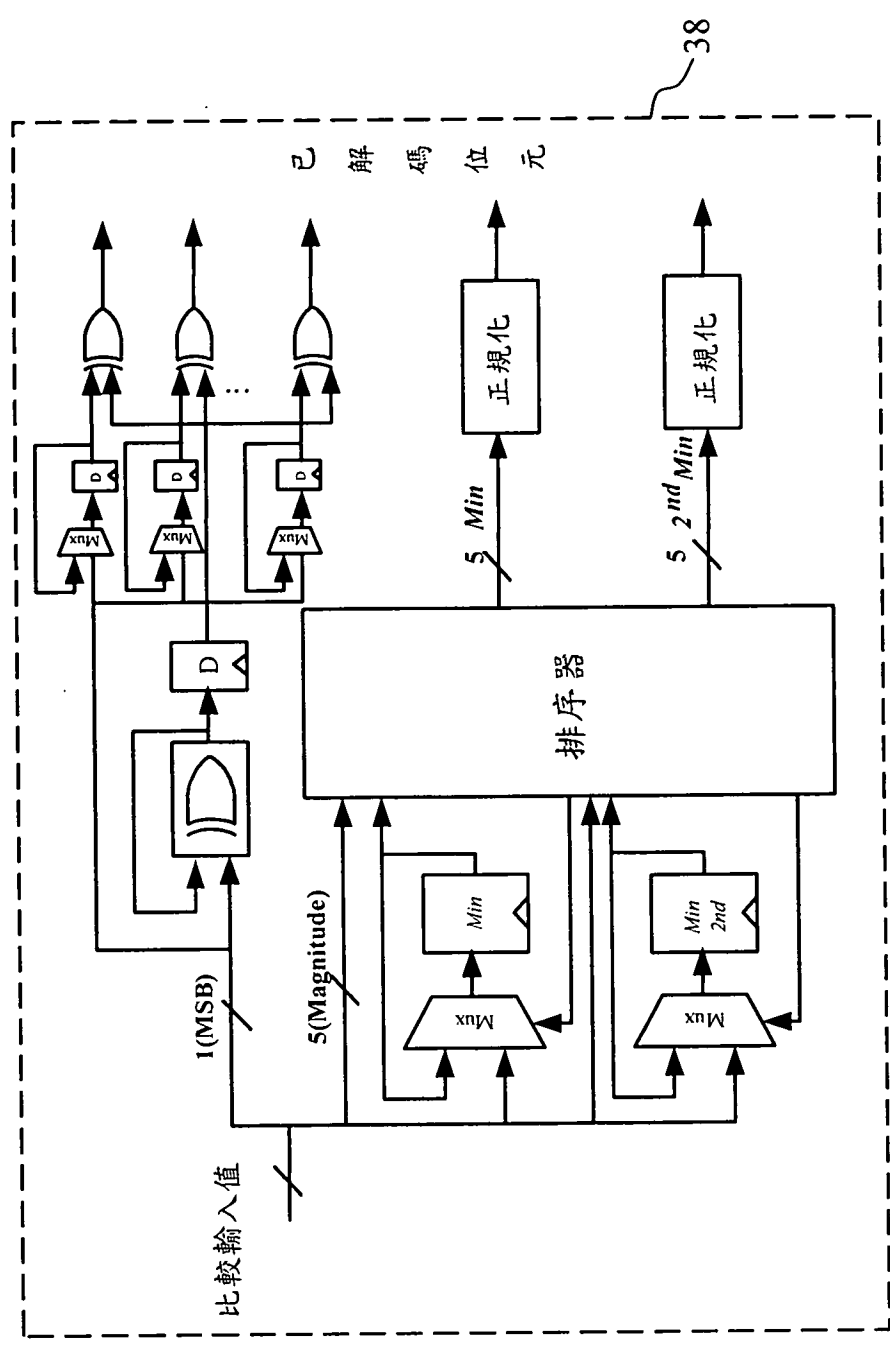 38
已解碼位元
Mux
D
Mux
D
Mux
D
...
D
1(MSB)
5(Magnitude)
比較輸入值
Mux
Min
Mux
Min
2nd
排序器
5 Min
正規化
5 2nd Min
正規化